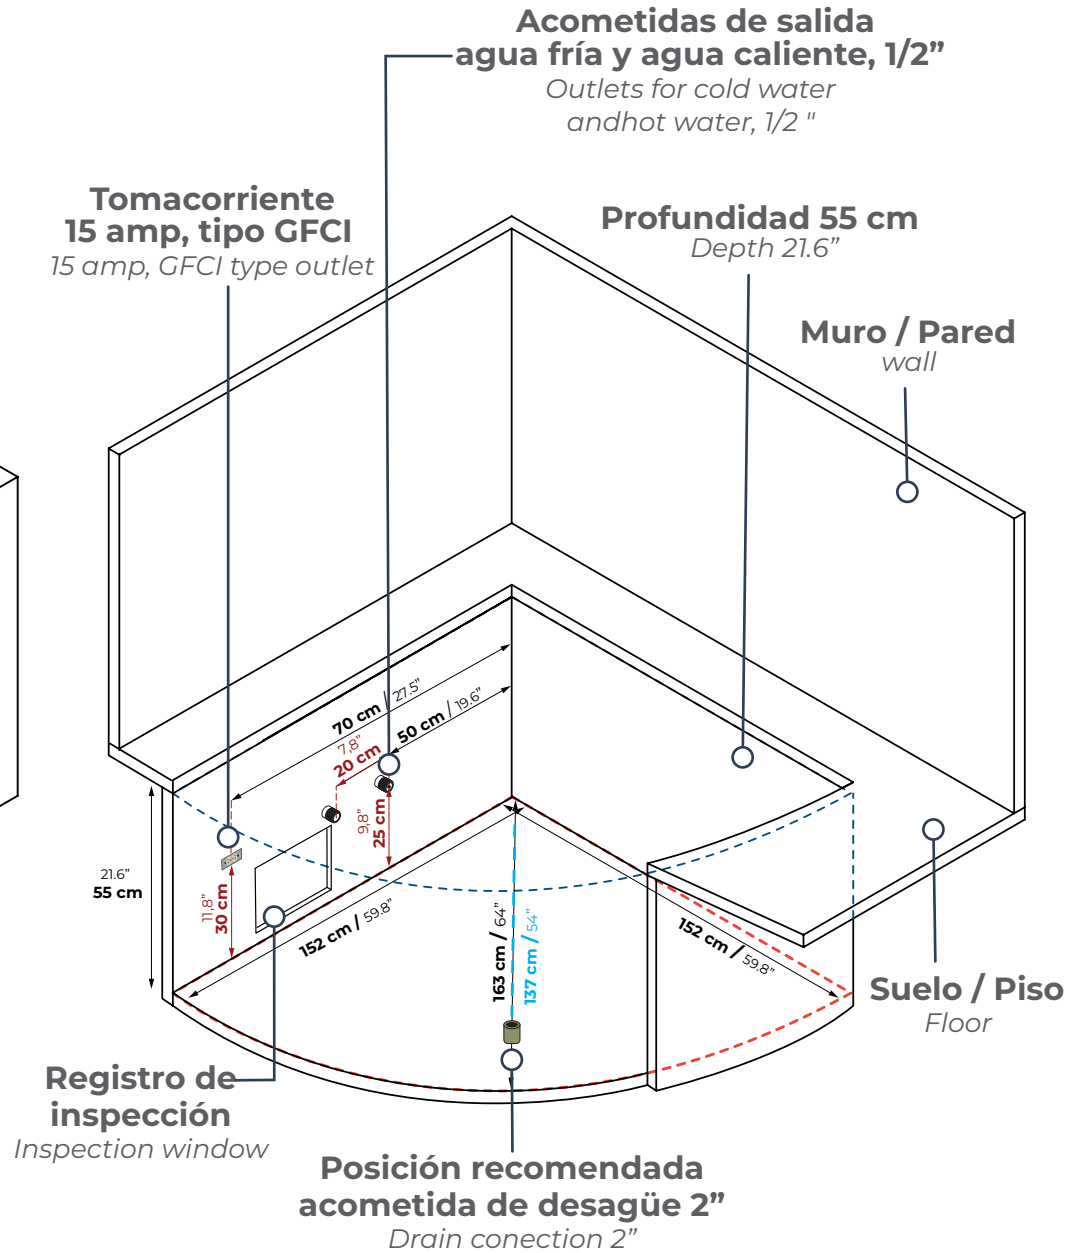 Acometidas de salida
agua fría y agua caliente, 1/2”
Outlets for cold water
andhot water, 1/2 "
Tomacorriente
15 amp, tipo GFCI
15 amp, GFCI type outlet
Profundidad 55 cm
Depth 21.6”
Muro / Pared
wall
70 cm / 27.5”
50 cm / 19.6”
7,8”
20 cm
9,8”
25 cm
21.6”
55 cm
11,8”
30 cm
152 cm / 59.8”
163 cm / 64”
137 cm / 54”
152 cm / 59.8”
Suelo / Piso
Floor
Registro de
inspección
Inspection window
Posición recomendada
acometida de desagüe 2”
Drain conection 2”